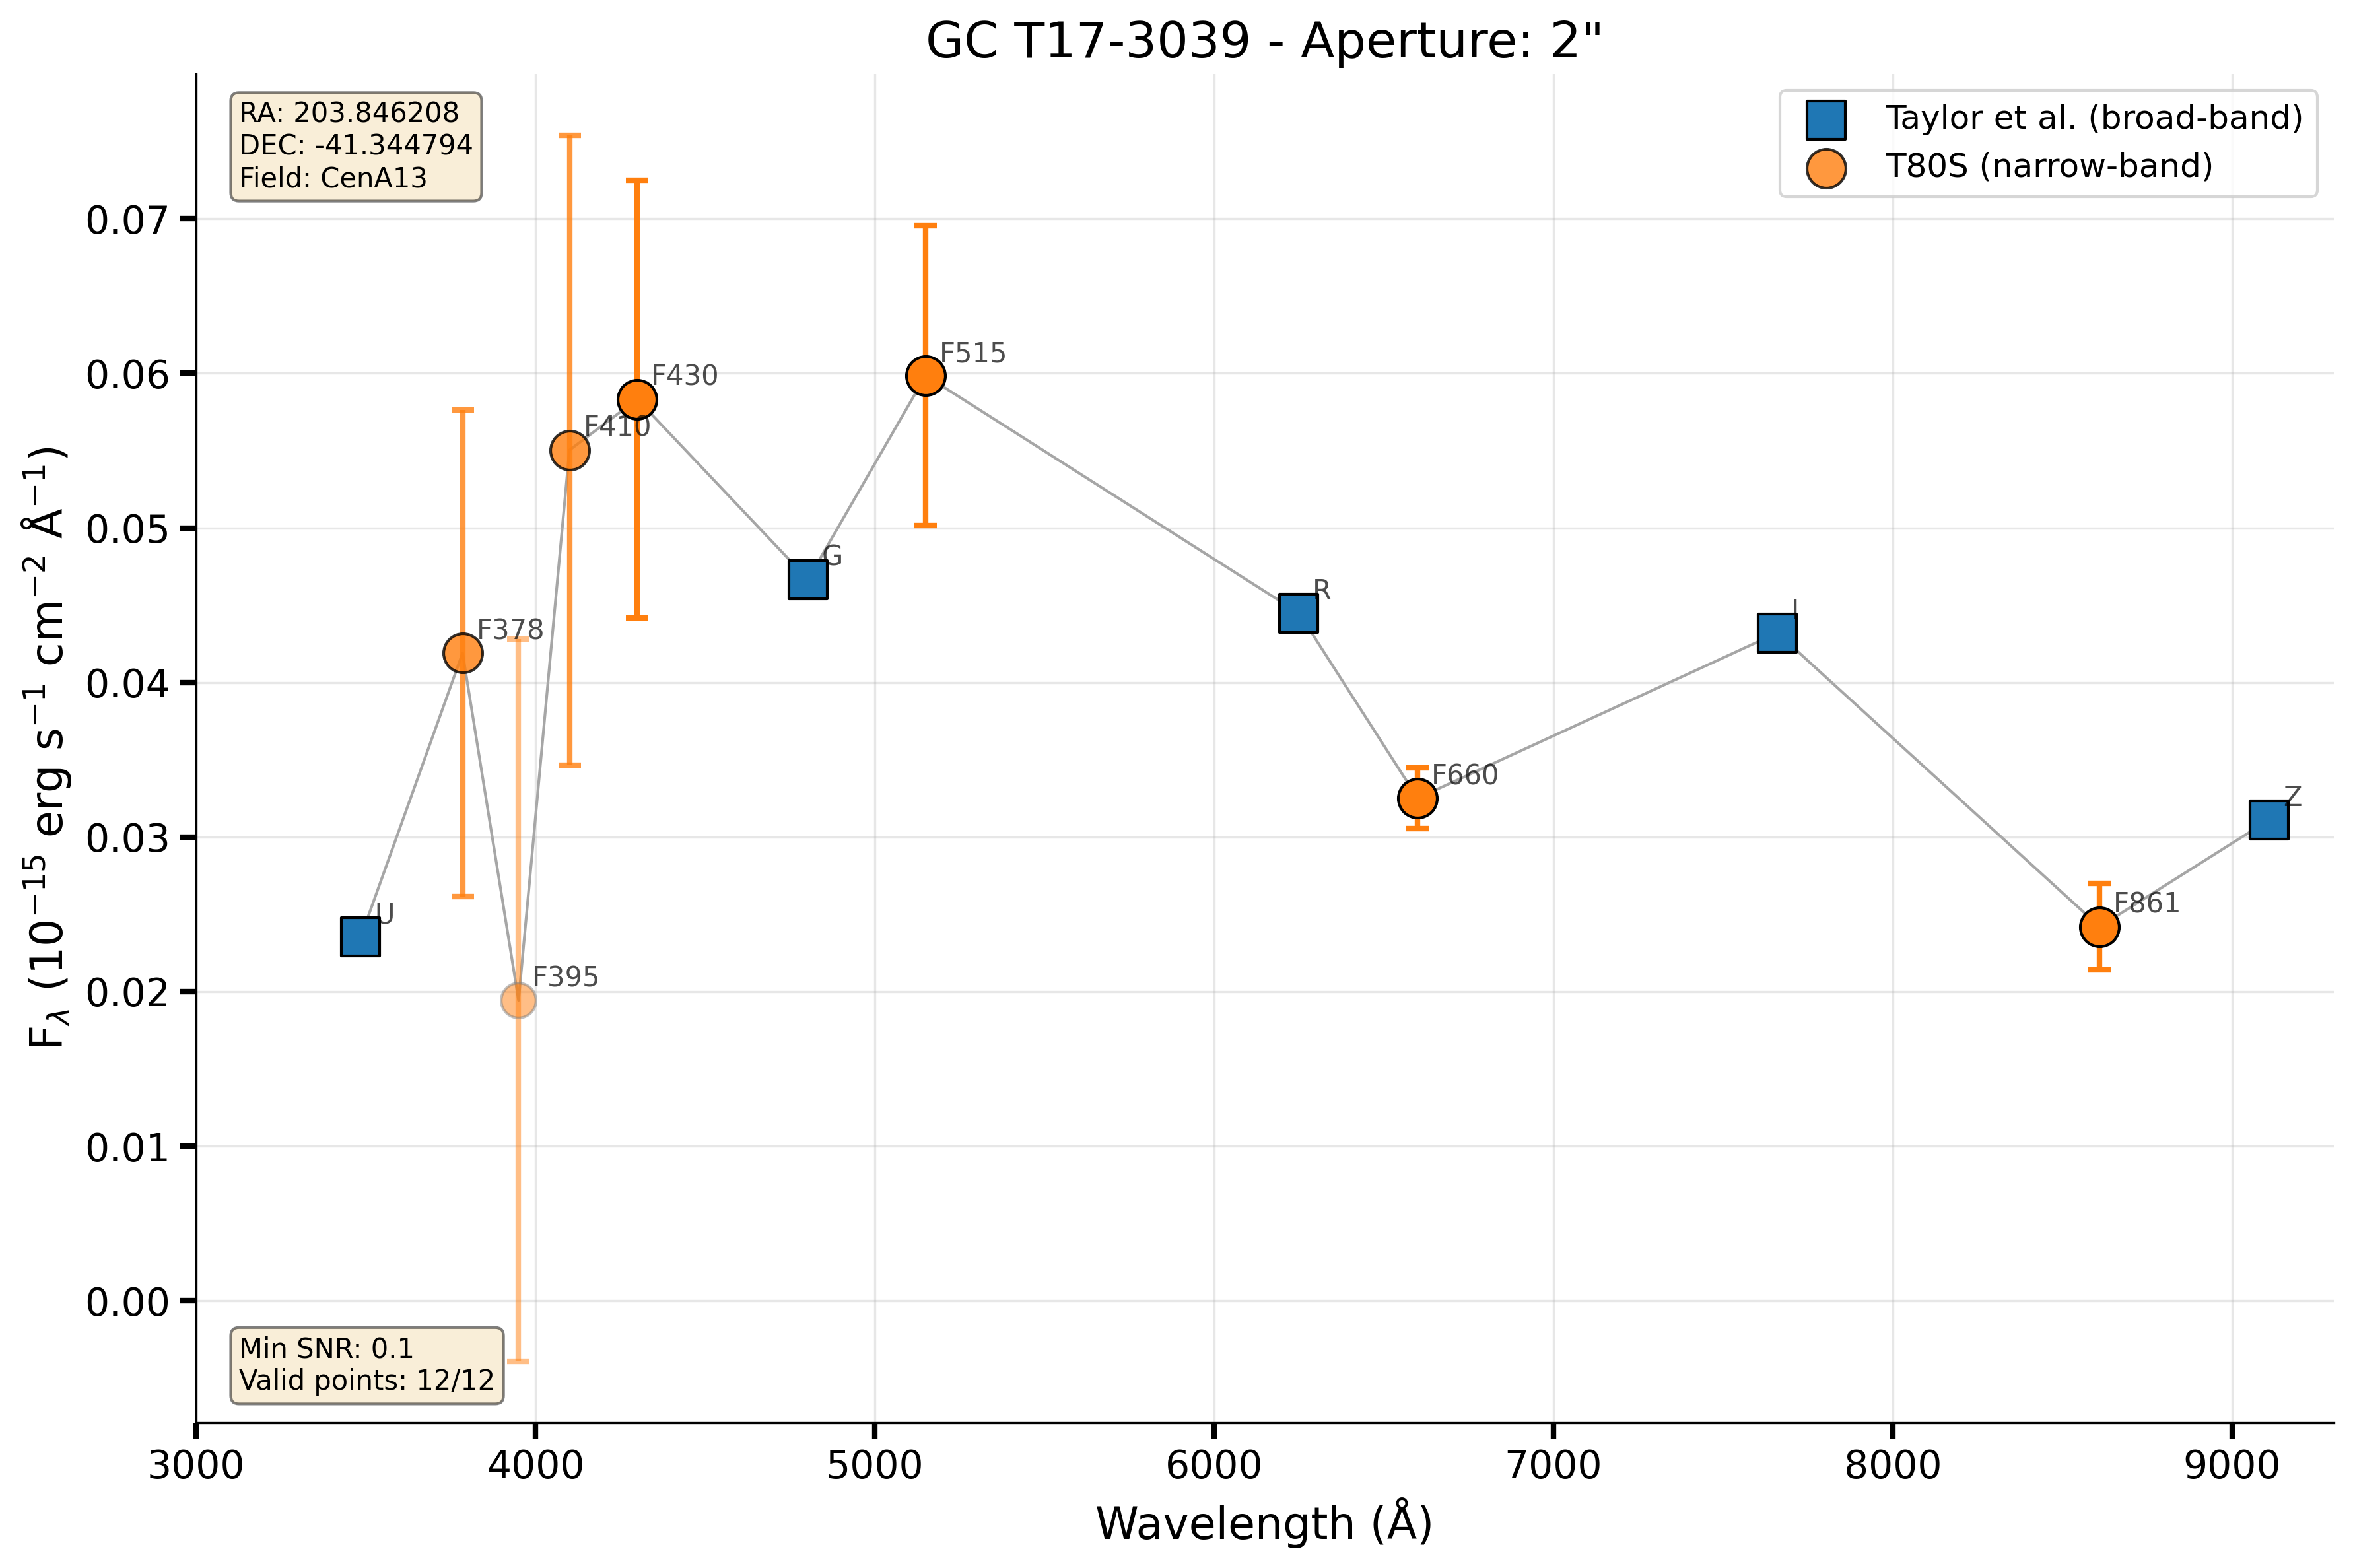 GC T17-3039 - Aperture: 2"
RA: 203.846208
DEC: -41.344794
Field: CenA13
Taylor et al. (broad-band)
T80S (narrow-band)
F515
F430
F410
G
R
I
F378
F660
Z
U
F861
F395
Min SNR: 0.1
Valid points: 12/12
0.07
0.06
0.05
0.04
0.03
0.02
0.01
0.00
F$_{λ}$ (10$^{−15}$ erg s$^{−1}$ cm$^{−2}$ Å$^{−1}$)
3000 4000 5000 6000 7000 8000 9000
Wavelength (Å)